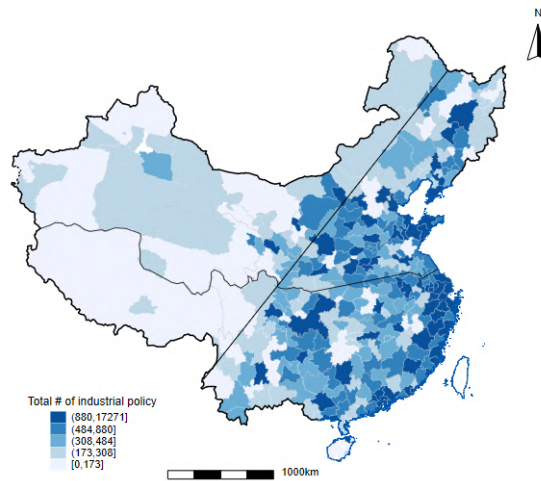 N
Total # of industrial policy
(880,17271]
(484,880]
(308,484]
(173,308]
[0,173]
1000km